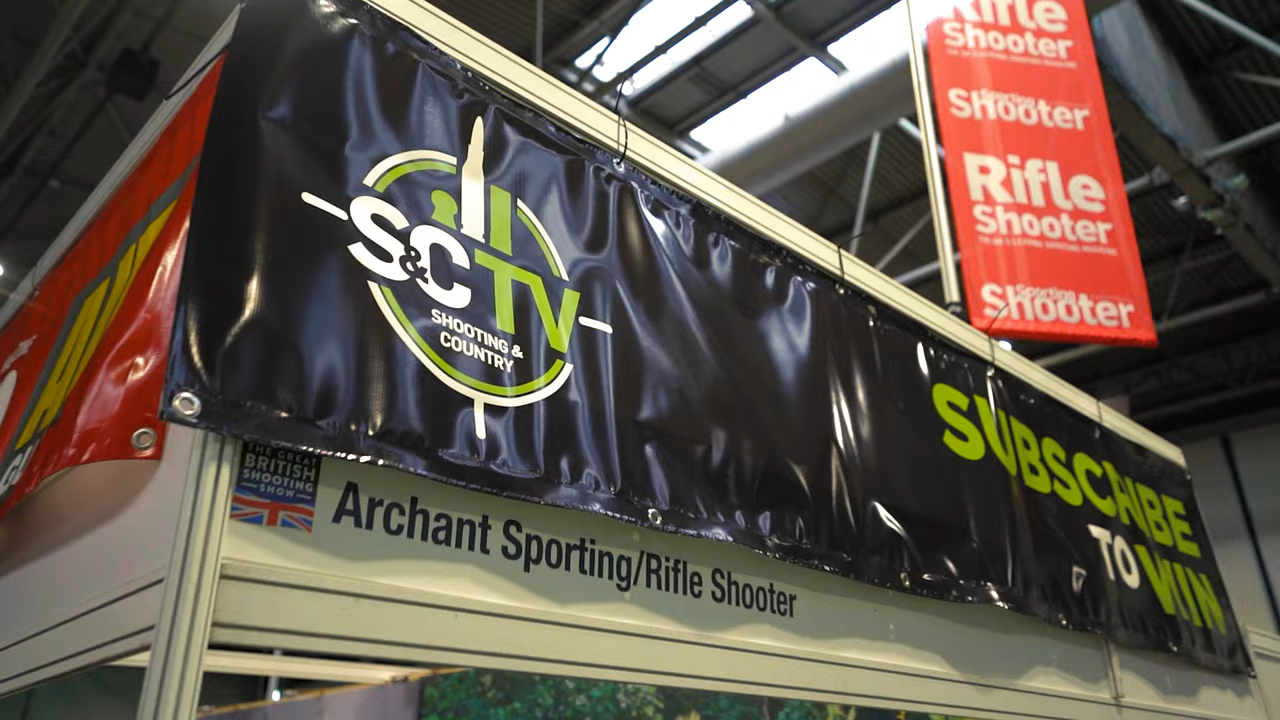 S&CTV
SHOOTING &
COUNTRY
SUBSCRIBE
TO WIN
THE GREAT
BRITISH
SHOOTING
SHOW
Archant Sporting/Rifle Shooter
Rifle
Shooter
Sporting
Shooter
Rifle
Shooter
Sporting
Shooter